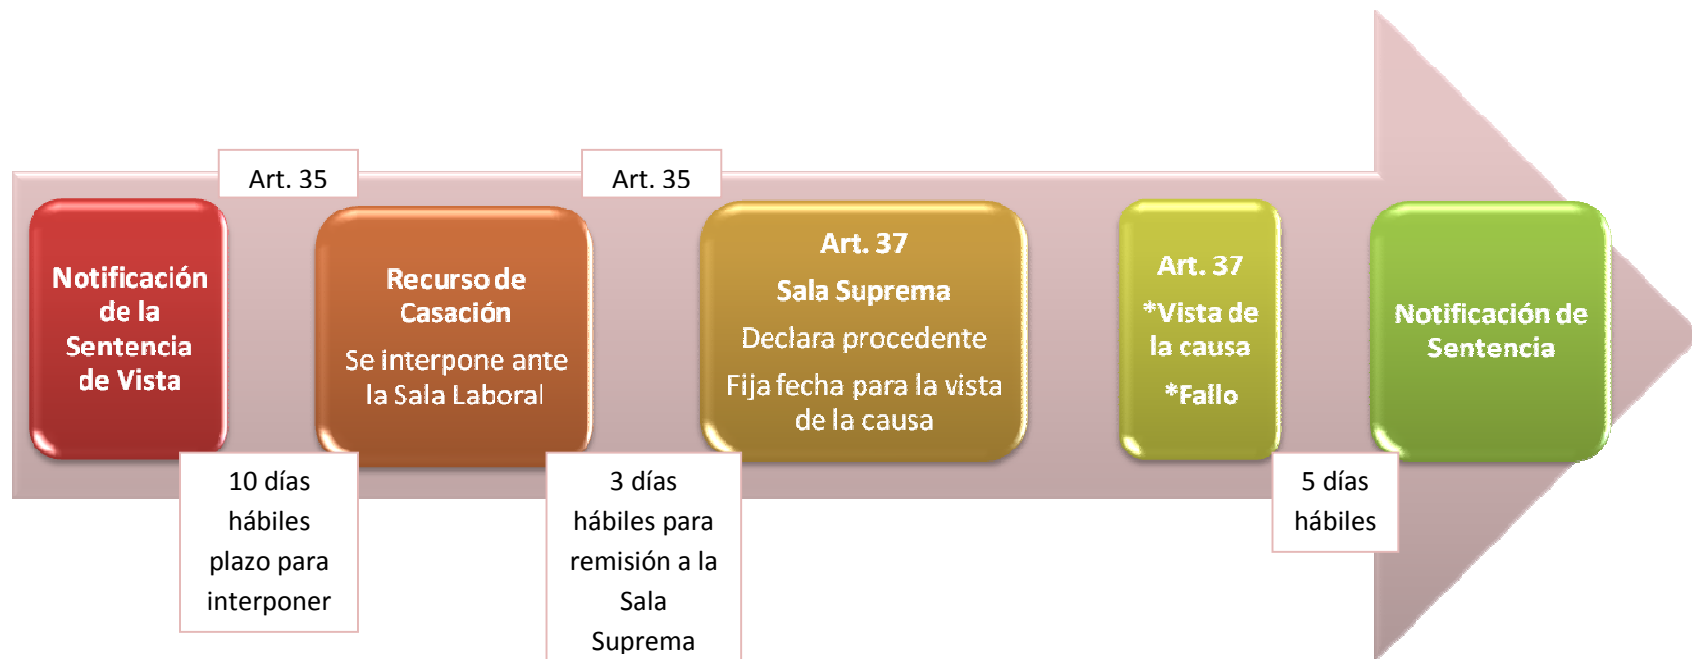 Art. 35
Art. 35
Notificación
de la
Sentencia
de Vista
Recurso de
Casación
Se interpone ante
la Sala Laboral
Art. 37
Sala Suprema
Declara procedente
Fija fecha para la vista
de la causa
Art. 37
*Vista de
la causa
*Fallo
Notificación de
Sentencia
10 días
hábiles
plazo para
interponer
3 días
hábiles para
remisión a la
Sala
Suprema
5 días
hábiles